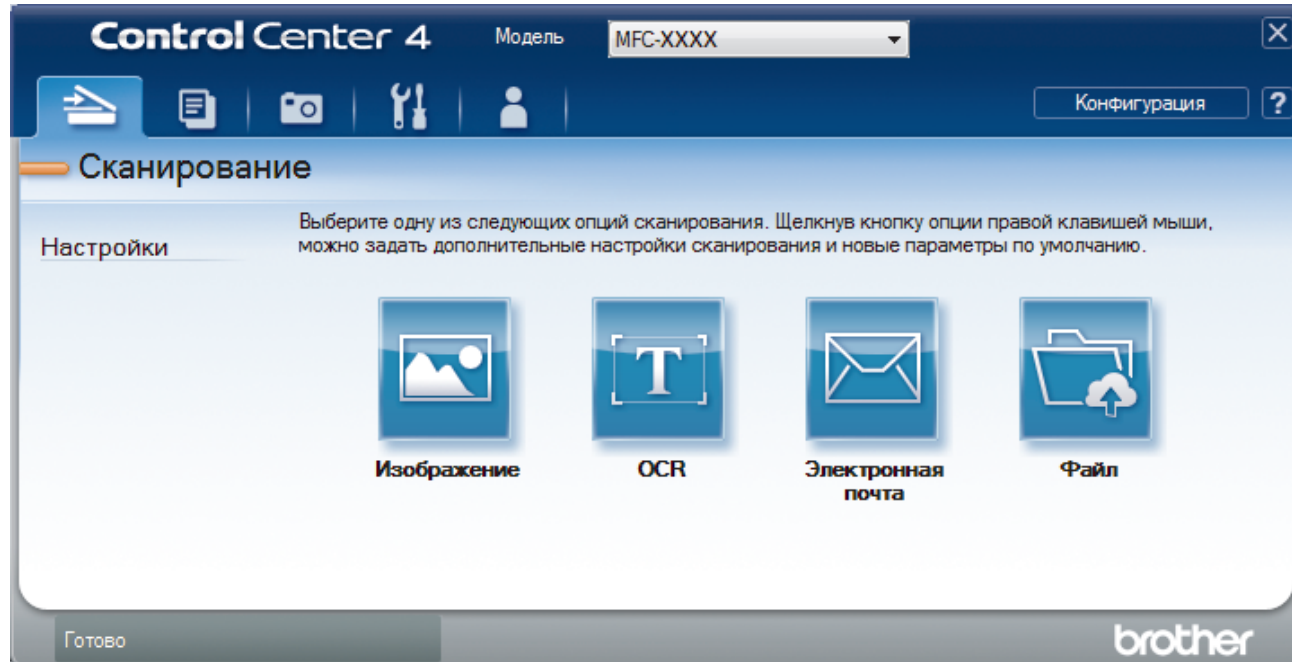 Control Center 4 Модель MFC-XXXX
Конфигурация ?
Сканирование
Настройки
Выберите одну из следующих опций сканирования. Щелкнув кнопку опции правой клавишей мыши,
можно задать дополнительные настройки сканирования и новые параметры по умолчанию.
T
Изображение OCR Электронная Файл
почта
Готово brother